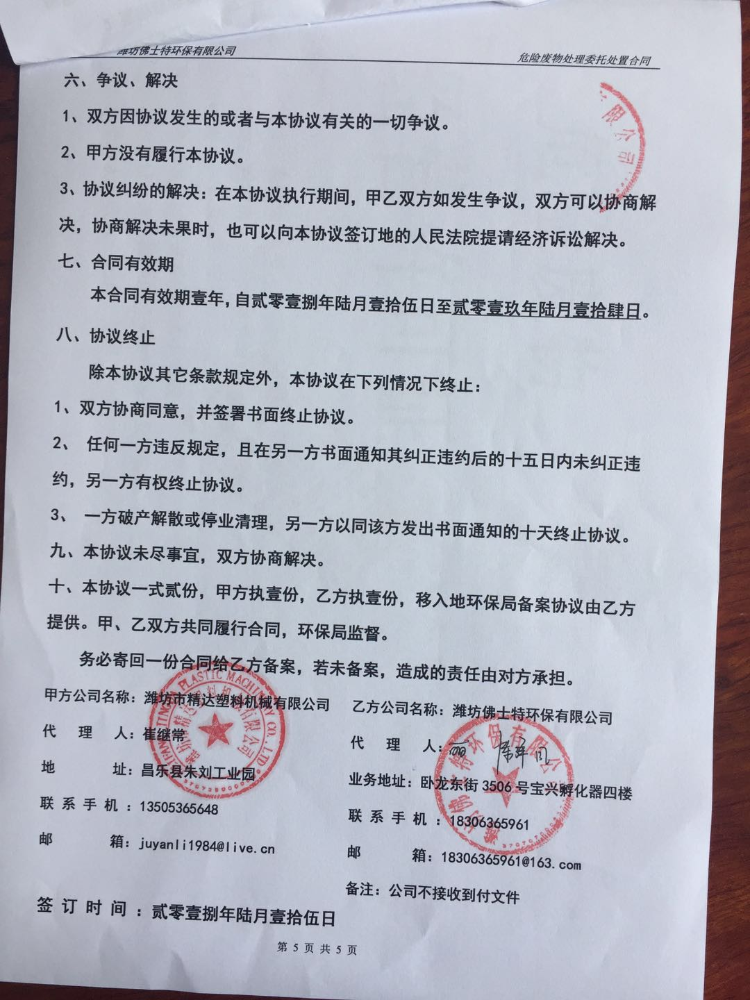 潍坊佛士特环保有限公司
危险废物处理委托处置合同
六、争议、解决
1、双方因协议发生的或者与本协议有关的一切争议。
2、甲方没有履行本协议。
3、协议纠纷的解决：在本协议执行期间，甲乙双方如发生争议，双方可以协商解
决，协商解决未果时，也可以向本协议签订地的人民法院提请经济诉讼解决。
七、合同有效期
本合同有效期壹年，自贰零壹捌年陆月壹拾伍日至贰零壹玖年陆月壹拾肆日。
八、协议终止
除本协议其它条款规定外，本协议在下列情况下终止：
1、双方协商同意，并签署书面终止协议。
2、 任何一方违反规定，且在另一方书面通知其纠正违约后的十五日内未纠正违
约，另一方有权终止协议。
3、 一方破产解散或停业清理，另一方以同该方发出书面通知的十天终止协议。
九、本协议未尽事宜，双方协商解决。
十、本协议一式贰份，甲方执壹份，乙方执壹份，移入地环保局备案协议由乙方
提供。甲、乙双方共同履行合同，环保局监督。
务必寄回一份合同给乙方备案，若未备案，造成的责任由对方承担。
甲方公司名称：潍坊市精达塑料机械有限公司
代 理 人：崔继常
地 址：昌乐县朱刘工业园
联 系 手 机 ：13505365648
邮 箱：juyanli1984@live.cn
乙方公司名称：潍坊佛士特环保有限公司
代 理 人：
业务地址：卧龙东街 3506 号宝兴孵化器四楼
联 系 手 机 ：18306365961
邮 箱：18306365961@163.com
备注：公司不接收到付文件
签 订 时 间 ：贰零壹捌年陆月壹拾伍日
第 5 页 共 5 页